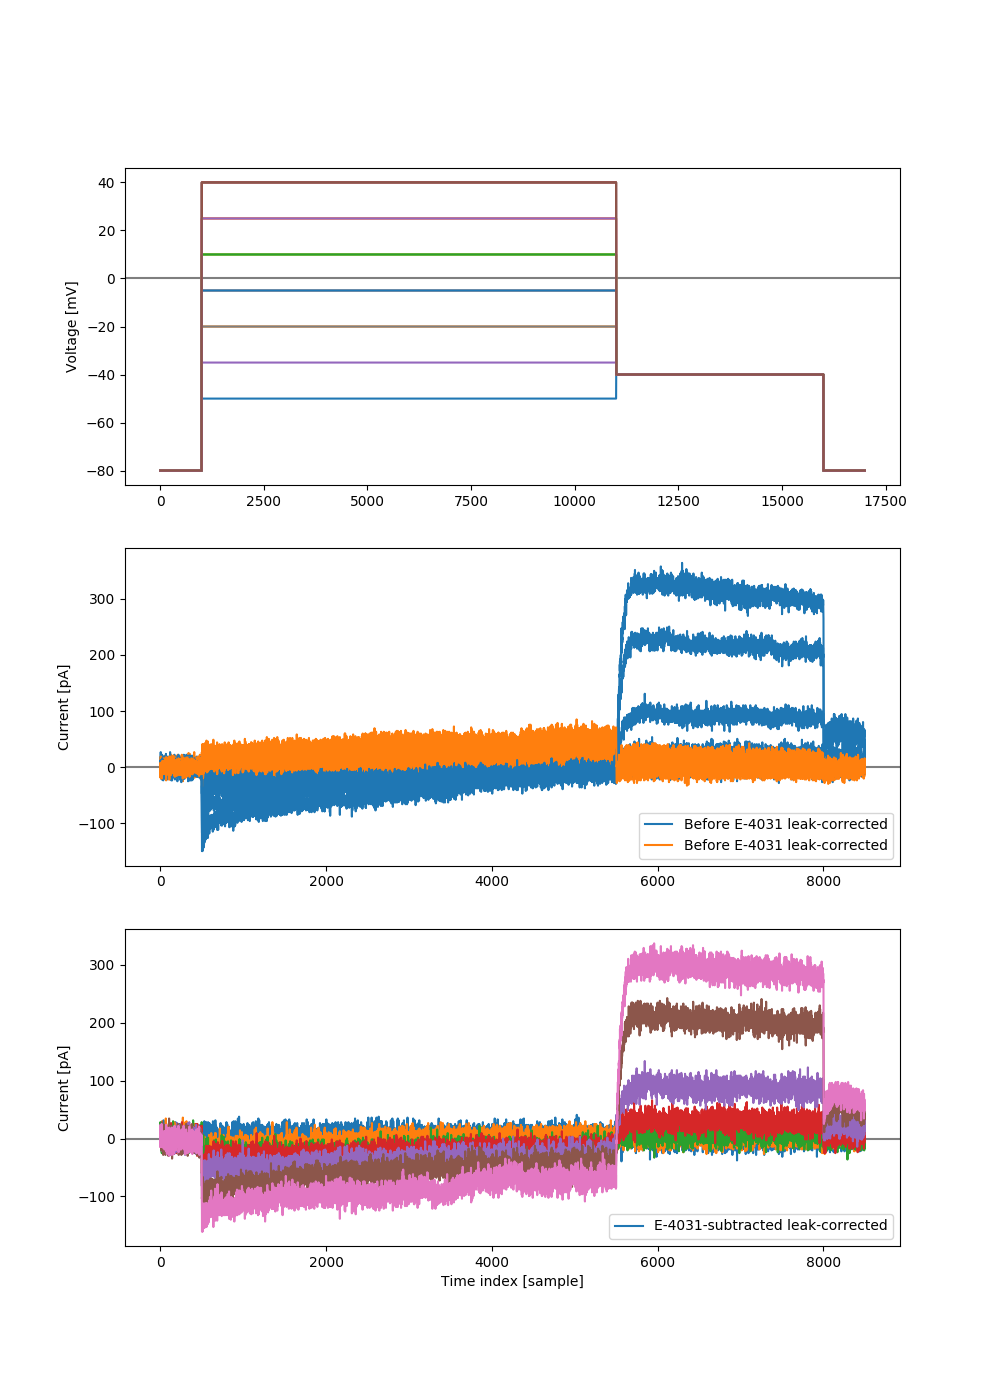 40
20
0
−20
−40
−60
−80
Voltage [mV]
0 2500 5000 7500 10000 12500 15000 17500
300
200
100
0
−100
Current [pA]
Before E-4031 leak-corrected
Before E-4031 leak-corrected
0 2000 4000 6000 8000
300
200
100
0
−100
Current [pA]
E-4031-subtracted leak-corrected
0 2000 4000 6000 8000
Time index [sample]